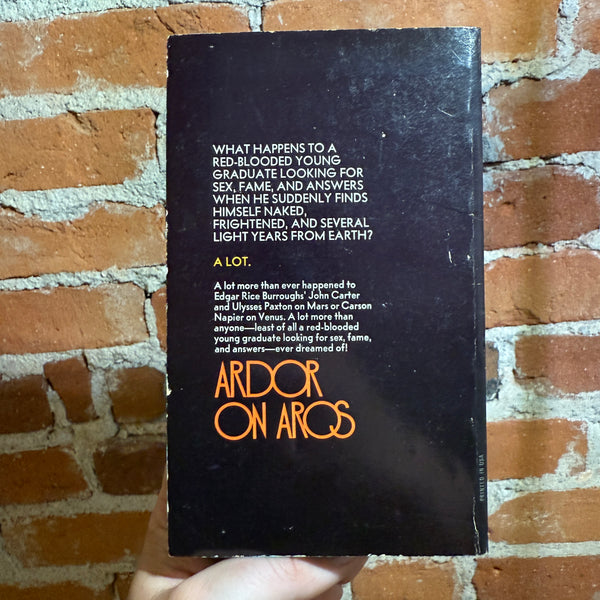 WHAT HAPPENS TO A
RED-BLOODED YOUNG
GRADUATE LOOKING FOR
SEX, FAME, AND ANSWERS
WHEN HE SUDDENLY FINDS
HIMSELF NAKED,
FRIGHTENED, AND SEVERAL
LIGHT YEARS FROM EARTH?
A LOT.
A lot more than ever happened to
Edgar Rice Burroughs' John Carter
and Ulysses Paxton on Mars or Carson
Napier on Venus. A lot more than
anyone—least of all a red-blooded
young graduate looking for sex, fame,
and answers—ever dreamed of!
ARDOR
ON AROS
PRINTED IN USA